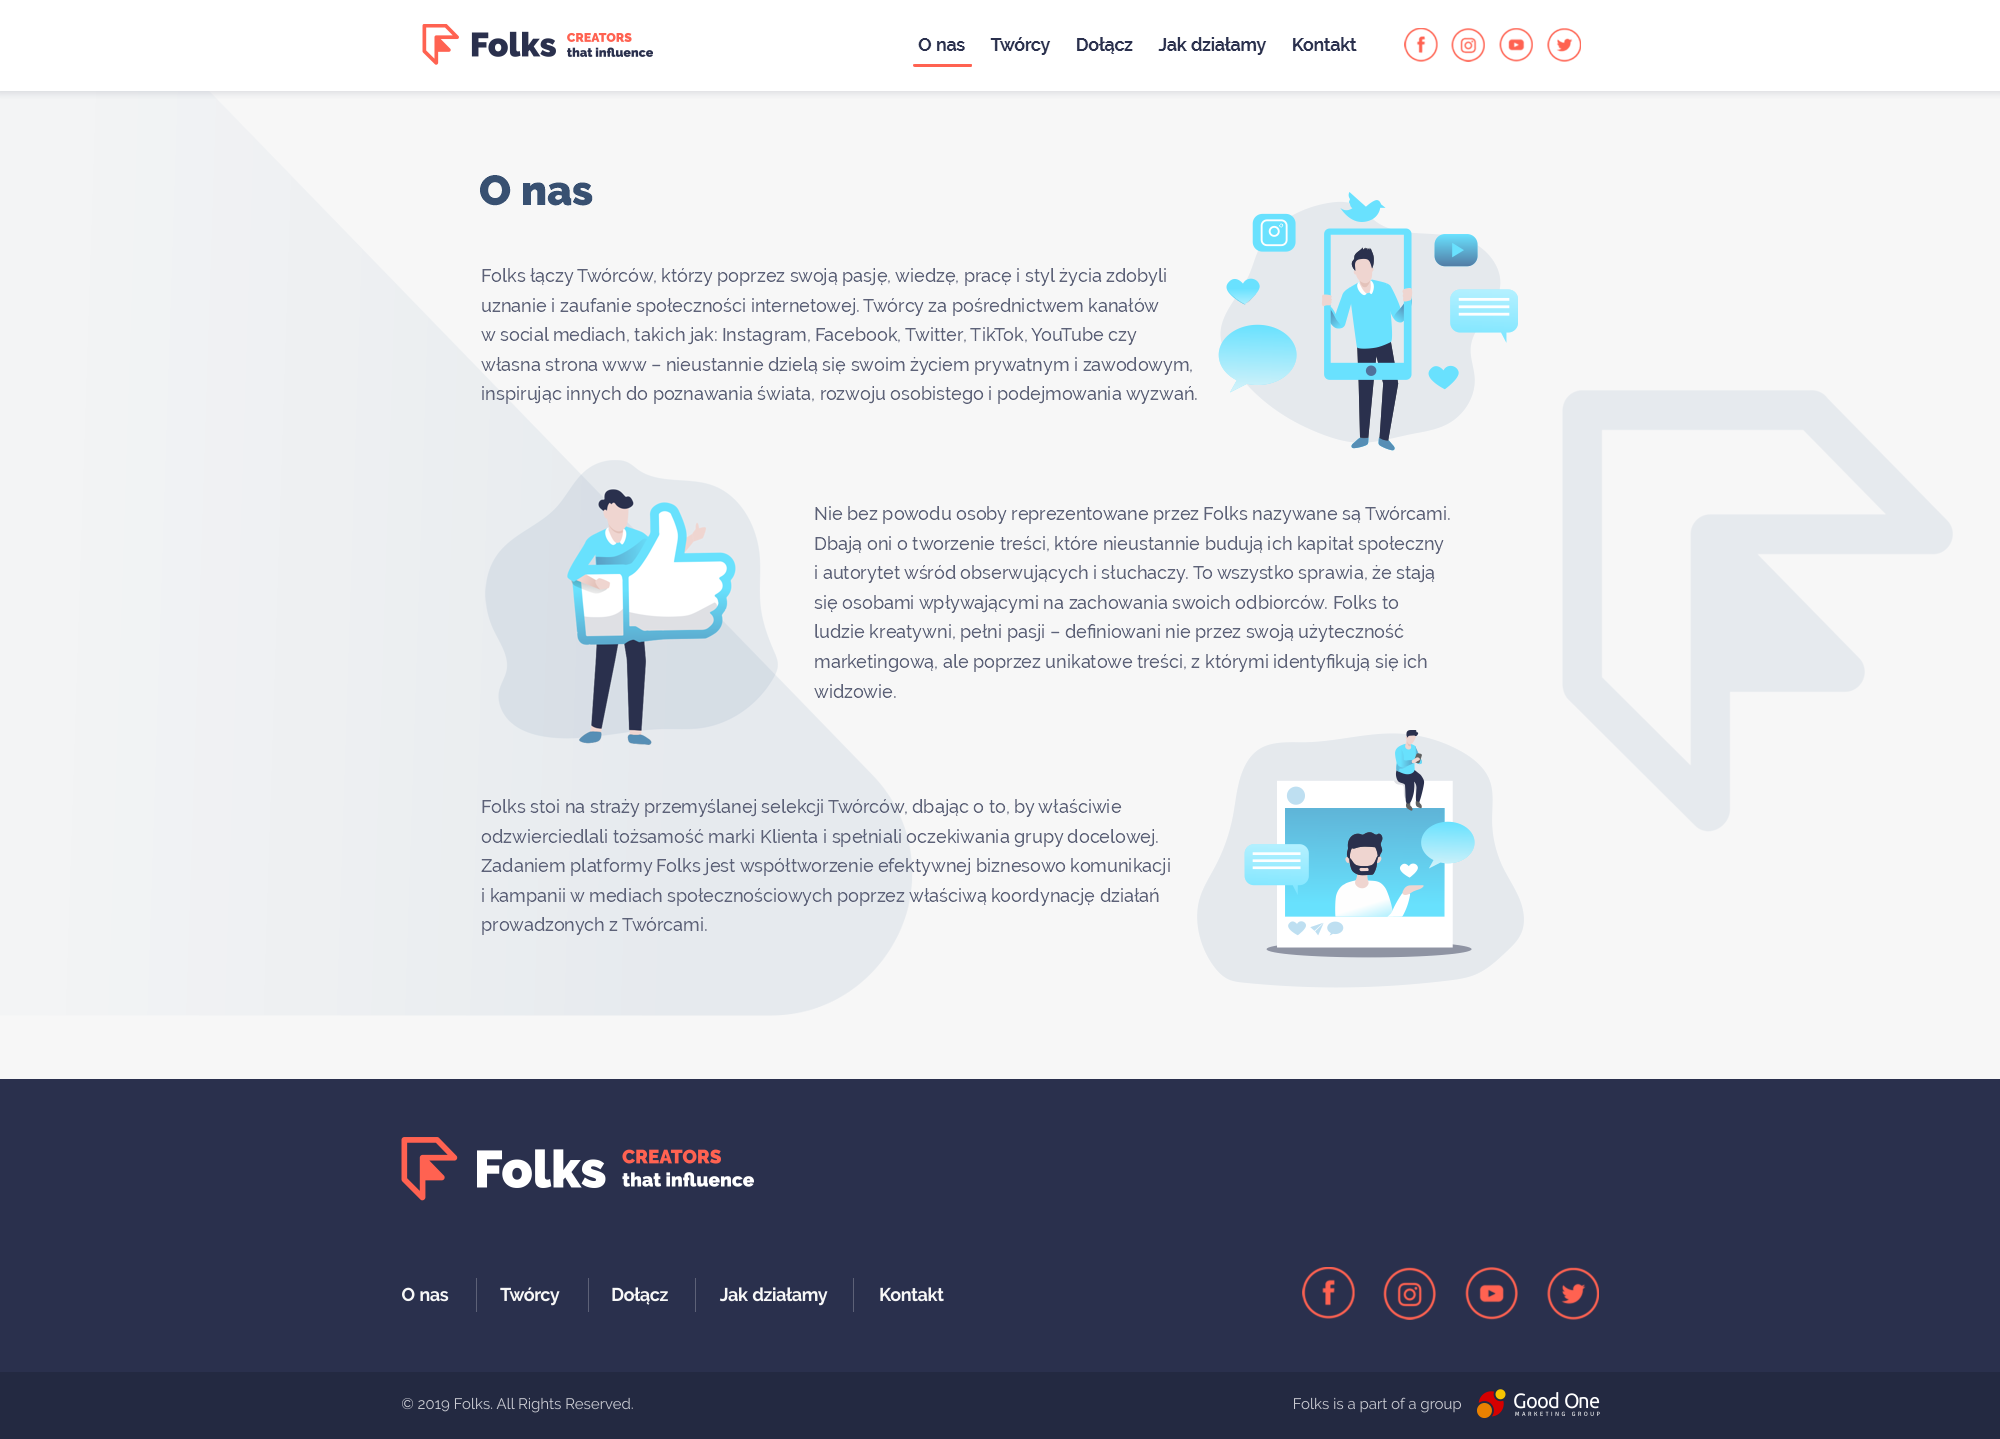 Folks CREATORS
that influence
O nas Twórcy Dołącz Jak działamy Kontakt
O nas
Folks łączy Twórców, którzy poprzez swoją pasję, wiedzę, pracę i styl życia zdobyli
uznanie i zaufanie społeczności internetowej. Twórcy za pośrednictwem kanałów
w social mediach, takich jak: Instagram, Facebook, Twitter, TikTok, YouTube czy
własna strona www – nieustannie dzielą się swoim życiem prywatnym i zawodowym,
inspirując innych do poznawania świata, rozwoju osobistego i podejmowania wyzwań.
Nie bez powodu osoby reprezentowane przez Folks nazywane są Twórcami.
Dbają oni o tworzenie treści, które nieustannie budują ich kapitał społeczny
i autorytet wśród obserwujących i słuchaczy. To wszystko sprawia, że stają
się osobami wpływającymi na zachowania swoich odbiorców. Folks to
ludzie kreatywni, pełni pasji – definiowani nie przez swoją użyteczność
marketingową, ale poprzez unikatowe treści, z którymi identyfikują się ich
widzowie.
Folks stoi na straży przemyślanej selekcji Twórców, dbając o to, by właściwie
odzwierciedlali tożsamość marki Klienta i spełniali oczekiwania grupy docelowej.
Zadaniem platformy Folks jest współtworzenie efektywnej biznesowo komunikacji
i kampanii w mediach społecznościowych poprzez właściwą koordynację działań
prowadzonych z Twórcami.
Folks CREATORS
that influence
O nas Twórcy Dołącz Jak działamy Kontakt
© 2019 Folks. All Rights Reserved.
Folks is a part of a group Good One
MARKETING GROUP